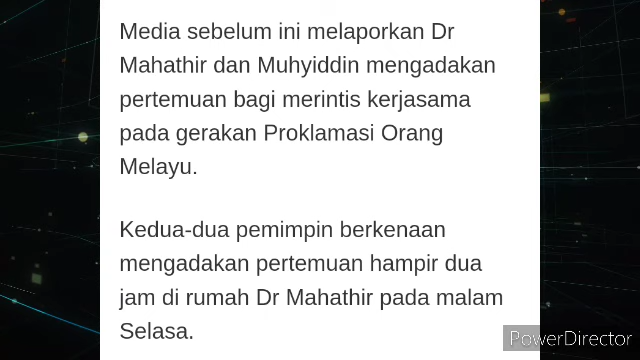 Media sebelum ini melaporkan Dr
Mahathir dan Muhyiddin mengadakan
pertemuan bagi merintis kerjasama
pada gerakan Proklamasi Orang
Melayu.
Kedua-dua pemimpin berkenaan
mengadakan pertemuan hampir dua
jam di rumah Dr Mahathir pada malam
Selasa.
PowerDirector